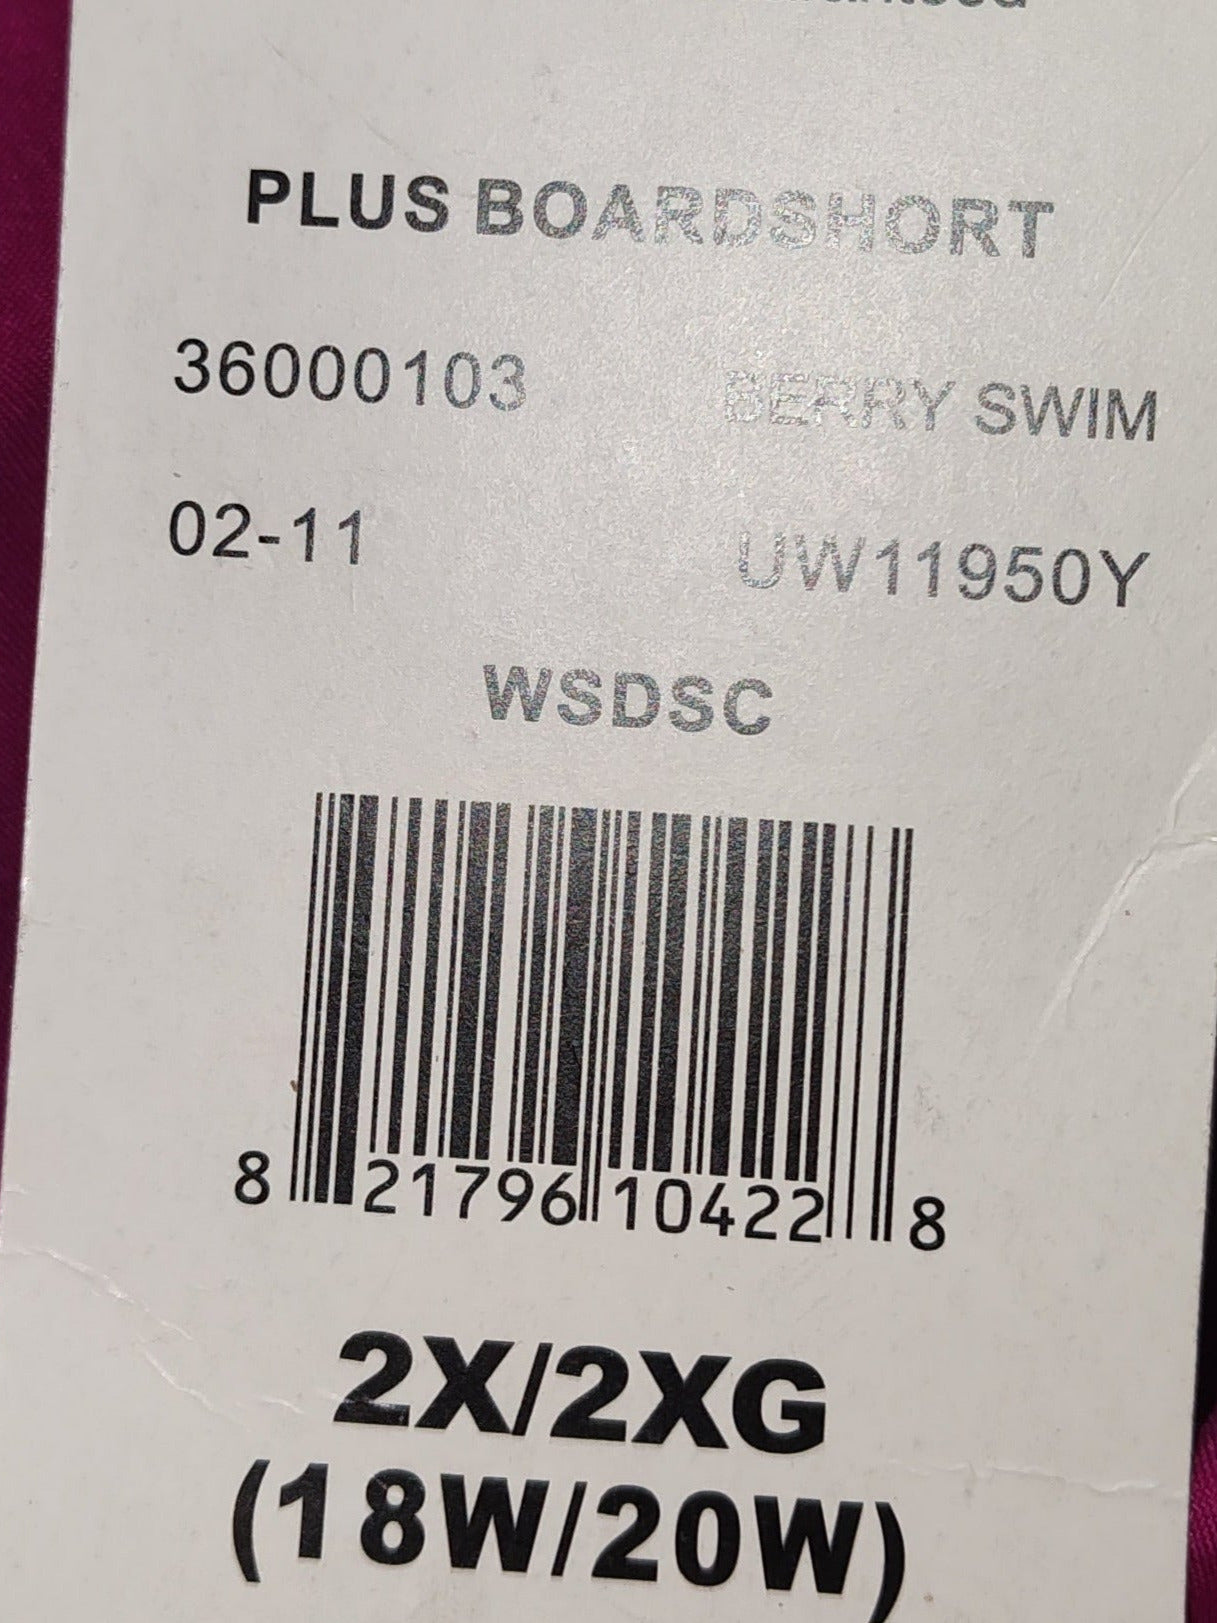 PLUS BOARDSHORT
36000103 BERRY SWIM
02-11 UW11950Y
WSDSC
8 21796 10422 8
2X/2XG
(18W/20W)